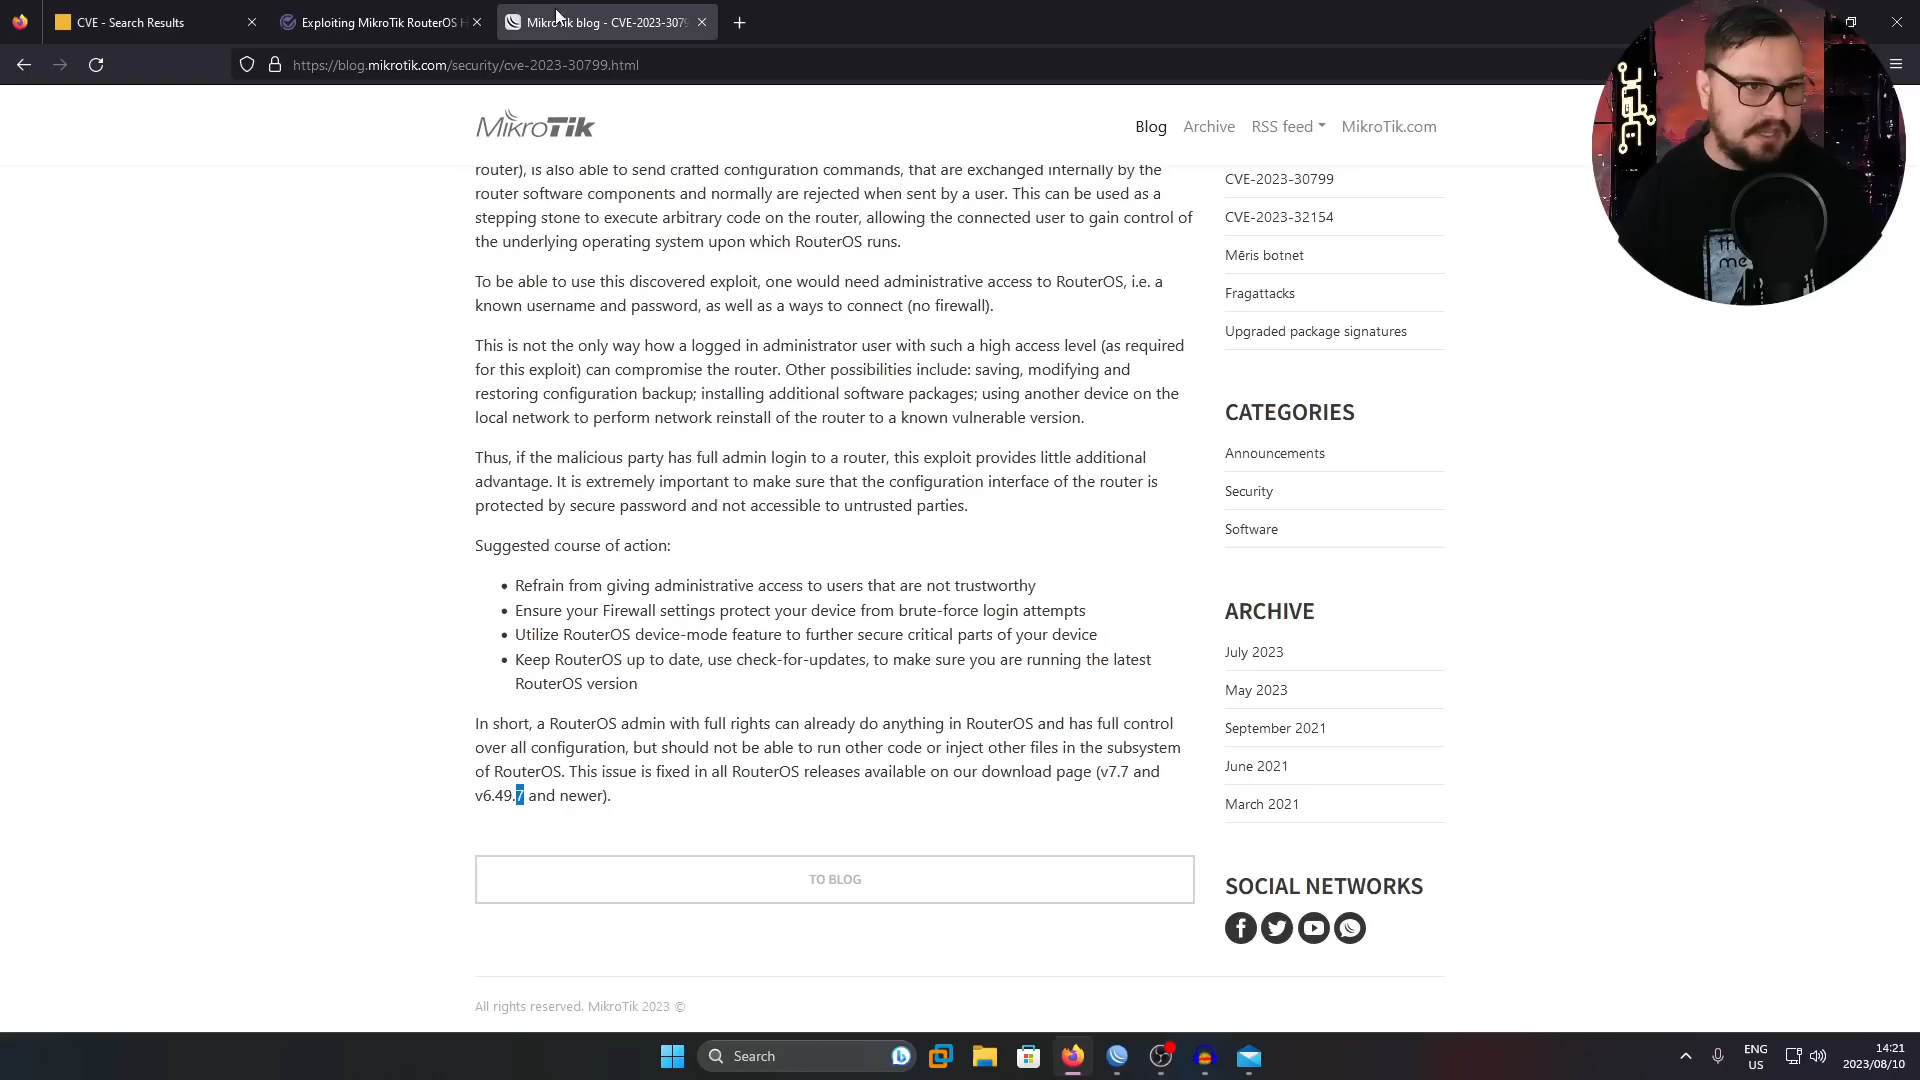 CVE - Search Results
Exploiting MikroTik RouterOS H
MikroTik blog - CVE-2023-3079
https://blog.mikrotik.com/security/cve-2023-30799.html
MikroTik
Blog
Archive
RSS feed
MikroTik.com
router), is also able to send crafted configuration commands, that are exchanged internally by the
router software components and normally are rejected when sent by a user. This can be used as a
stepping stone to execute arbitrary code on the router, allowing the connected user to gain control of
the underlying operating system upon which RouterOS runs.
To be able to use this discovered exploit, one would need administrative access to RouterOS, i.e. a
known username and password, as well as a ways to connect (no firewall).
This is not the only way how a logged in administrator user with such a high access level (as required
for this exploit) can compromise the router. Other possibilities include: saving, modifying and
restoring configuration backup; installing additional software packages; using another device on the
local network to perform network reinstall of the router to a known vulnerable version.
Thus, if the malicious party has full admin login to a router, this exploit provides little additional
advantage. It is extremely important to make sure that the configuration interface of the router is
protected by secure password and not accessible to untrusted parties.
Suggested course of action:
• Refrain from giving administrative access to users that are not trustworthy
• Ensure your Firewall settings protect your device from brute-force login attempts
• Utilize RouterOS device-mode feature to further secure critical parts of your device
• Keep RouterOS up to date, use check-for-updates, to make sure you are running the latest
RouterOS version
In short, a RouterOS admin with full rights can already do anything in RouterOS and has full control
over all configuration, but should not be able to run other code or inject other files in the subsystem
of RouterOS. This issue is fixed in all RouterOS releases available on our download page (v7.7 and
v6.49.7 and newer).
TO BLOG
CVE-2023-30799
CVE-2023-32154
Mēris botnet
Fragattacks
Upgraded package signatures
CATEGORIES
Announcements
Security
Software
ARCHIVE
July 2023
May 2023
September 2021
June 2021
March 2021
SOCIAL NETWORKS
All rights reserved. MikroTik 2023 ©
Search
ENG
US
14:21
2023/08/10